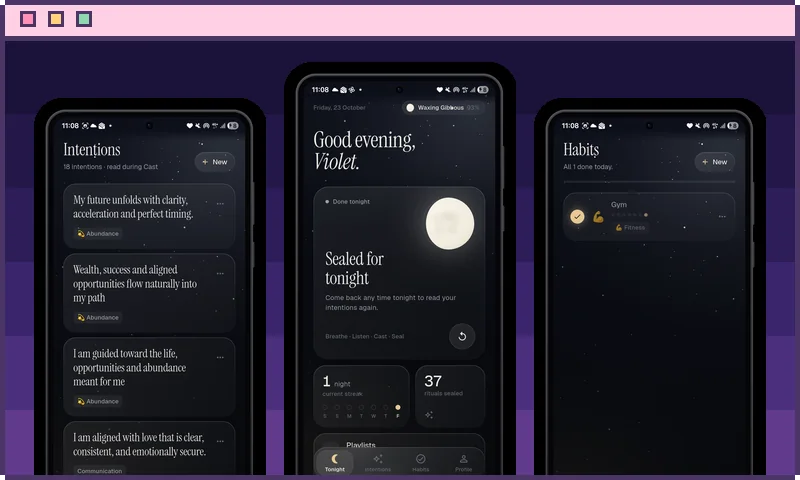 11:08
Intentions
18 Intentions · read during Cast
+ New
My future unfolds with clarity,
acceleration and perfect timing.
Abundance
Wealth, success and aligned
opportunities flow naturally into
my path
Abundance
I am guided toward the life,
opportunities and abundance
meant for me
Abundance
I am aligned with love that is clear,
consistent, and emotionally secure.
Communication
11:08
Friday, 23 October
Waxing Gibbous 93%
Good evening,
Violet.
Done tonight
Sealed for
tonight
Come back any time tonight to read your
intentions again.
Breathe · Listen · Cast · Seal
1 night
current streak
S S M T W T F
37
rituals sealed
Playlists
Tonight
Intentions
Habits
Profile
11:08
Habits
All 1 done today.
+ New
Gym
Fitness